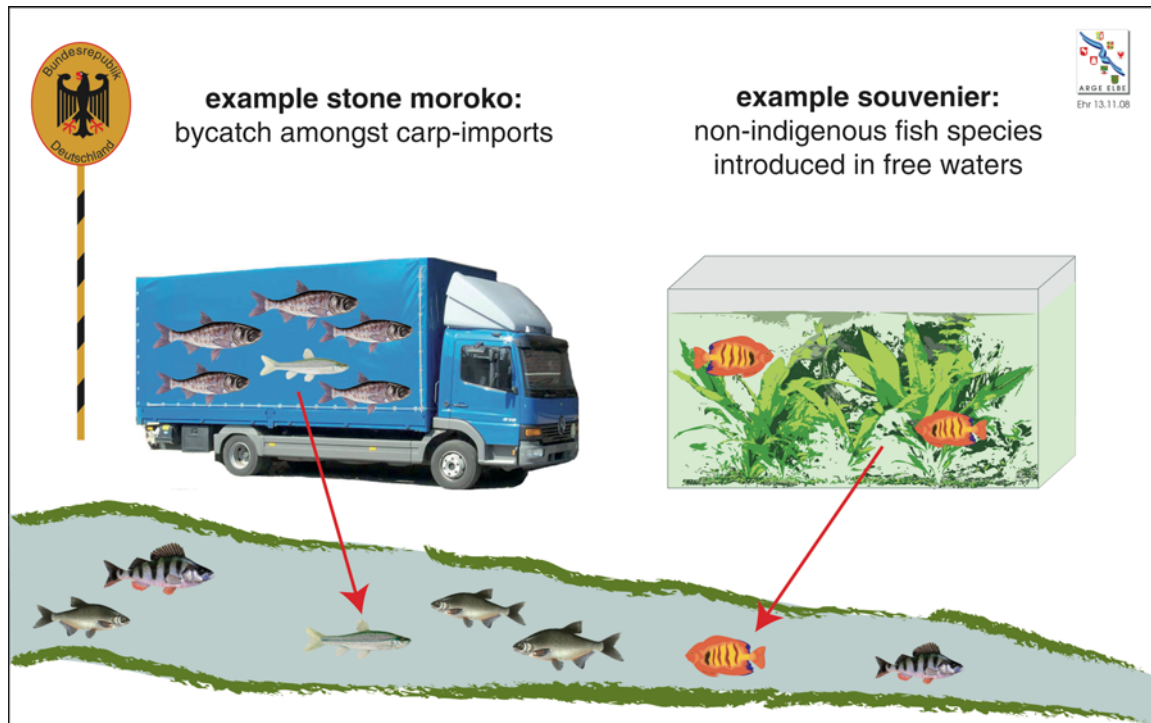 Bundesrepublik
Deutschland
example stone moroko:
bycatch amongst carp-imports
example souvenier:
non-indigenous fish species
introduced in free waters
ARGE ELBE
Ehr 13.11.08